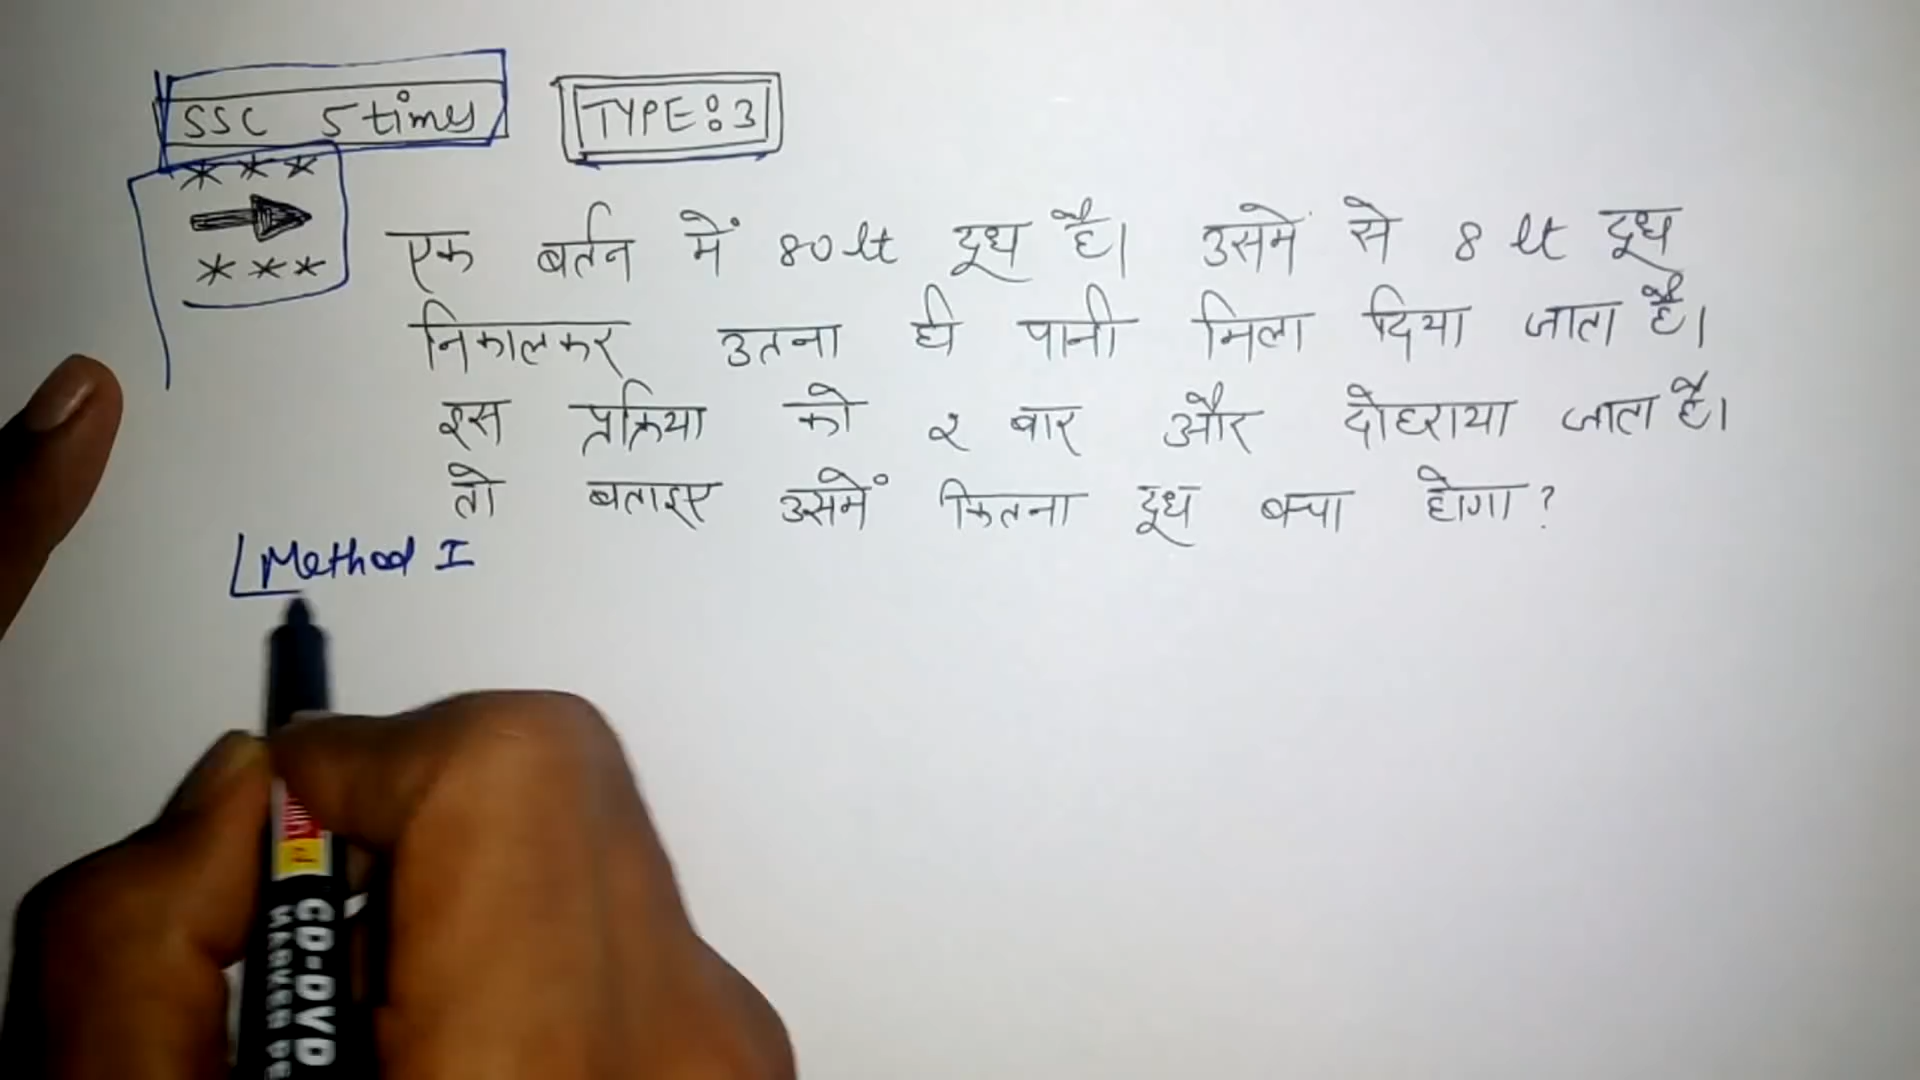 SSC 5 times
TYPE:3
एक बर्तन में 80 lt दूध है। उसमें से 8 lt दूध
निकालकर उतना ही पानी मिला दिया जाता है।
इस प्रक्रिया को 2 बार और दोहराया जाता है।
तो बताइए उसमें कितना दूध बचा होगा?
Method I
CD-DVD